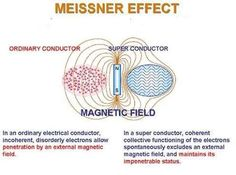 MEISSNER EFFECT
ORDINARY CONDUCTOR
SUPER CONDUCTOR
N
S
MAGNETIC FIELD
In an ordinary electrical conductor,
incoherent, disorderly electrons allow
penetration by an external magnetic
field.
In a super conductor, coherent
collective functioning of the electrons
spontaneously excludes an external
magnetic field, and maintains its
impenetrable status.